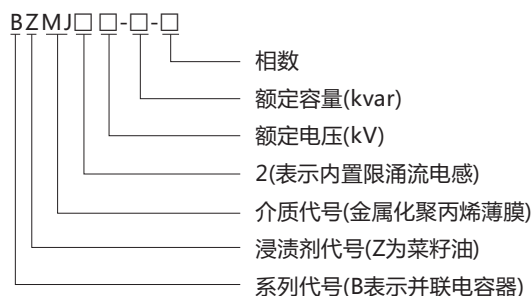 BZMJ□ □-□-□
相数
额定容量(kvar)
额定电压(kV)
2(表示内置限涌流电感)
介质代号(金属化聚丙烯薄膜)
浸渍剂代号(Z为菜籽油)
系列代号(B表示并联电容器)